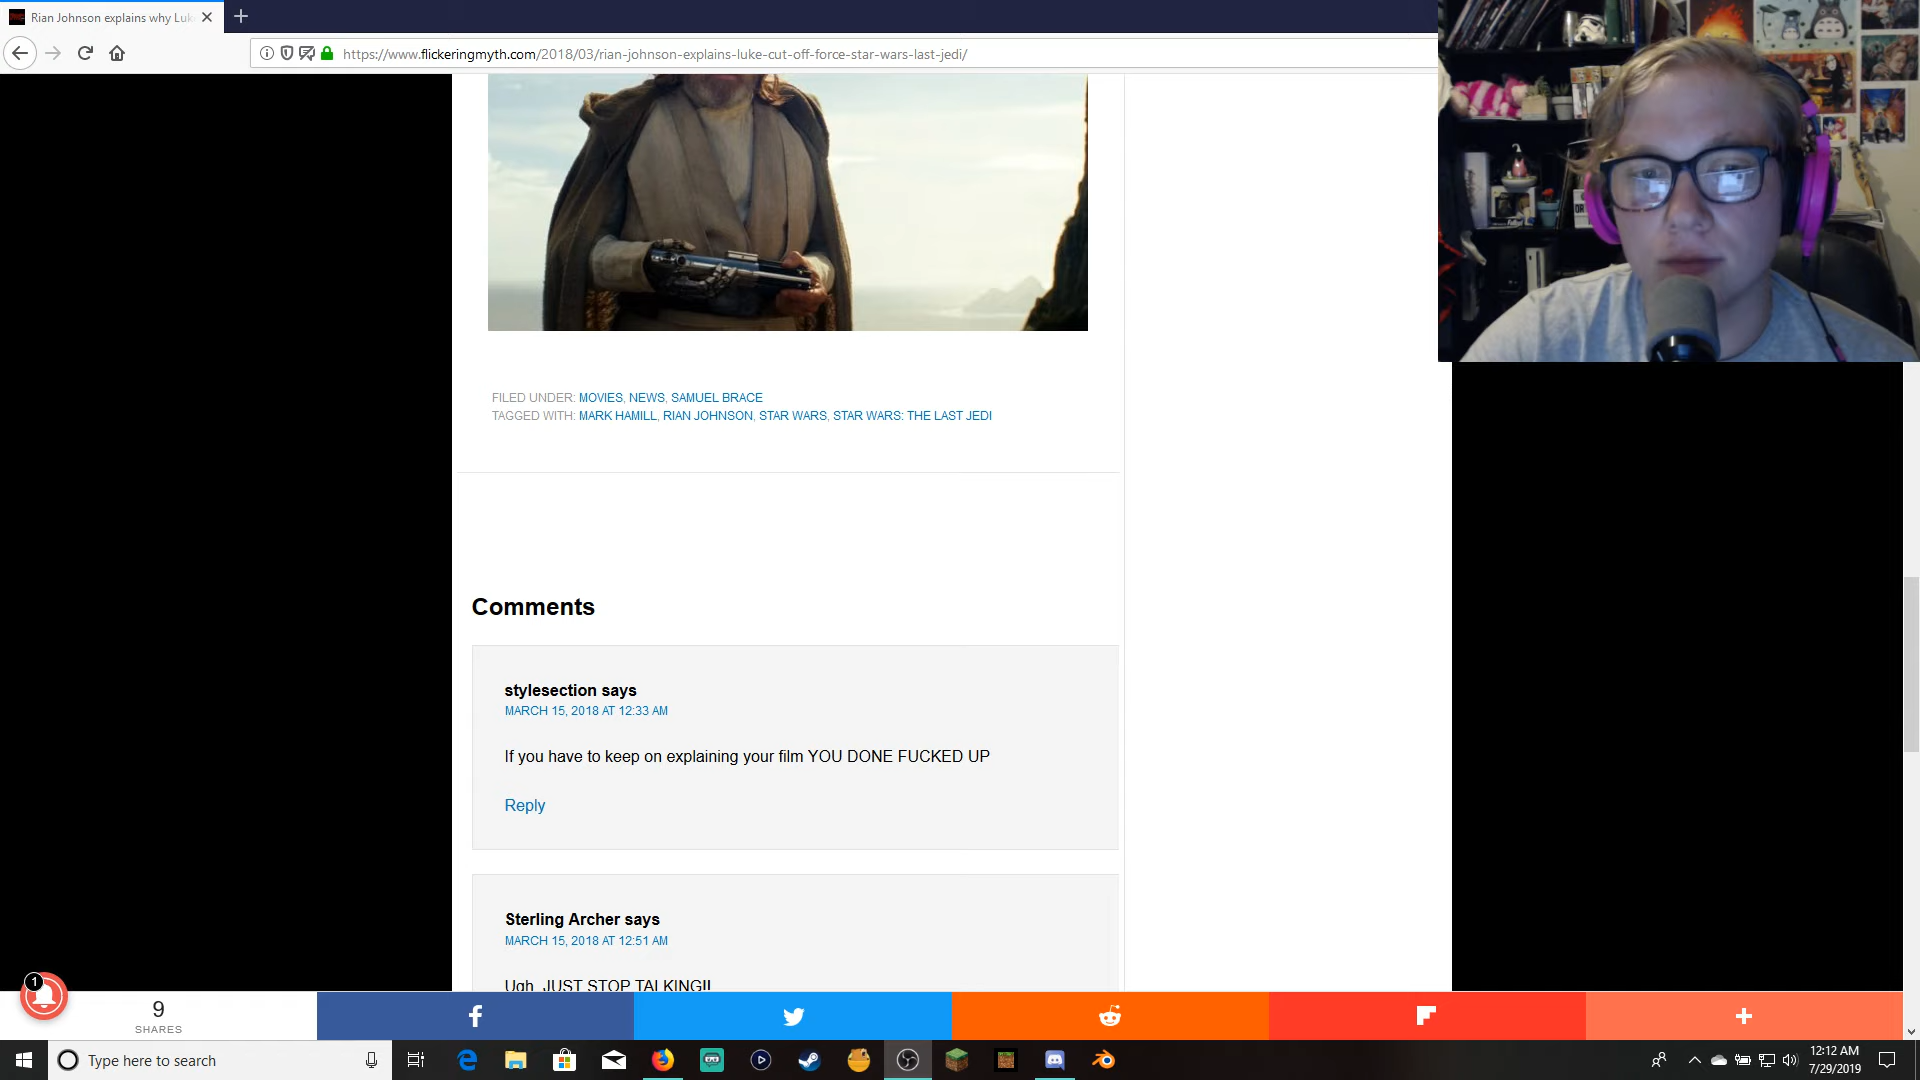 Rian Johnson explains why Luk
https://www.flickeringmyth.com/2018/03/rian-johnson-explains-luke-cut-off-force-star-wars-last-jedi/
FILED UNDER: MOVIES, NEWS, SAMUEL BRACE
TAGGED WITH: MARK HAMILL, RIAN JOHNSON, STAR WARS, STAR WARS: THE LAST JEDI
Comments
stylesection says
MARCH 15, 2018 AT 12:33 AM
If you have to keep on explaining your film YOU DONE FUCKED UP
Reply
Sterling Archer says
MARCH 15, 2018 AT 12:51 AM
Ugh JUST STOP TALKING!!
1
9
SHARES
Type here to search
12:12 AM
7/29/2019